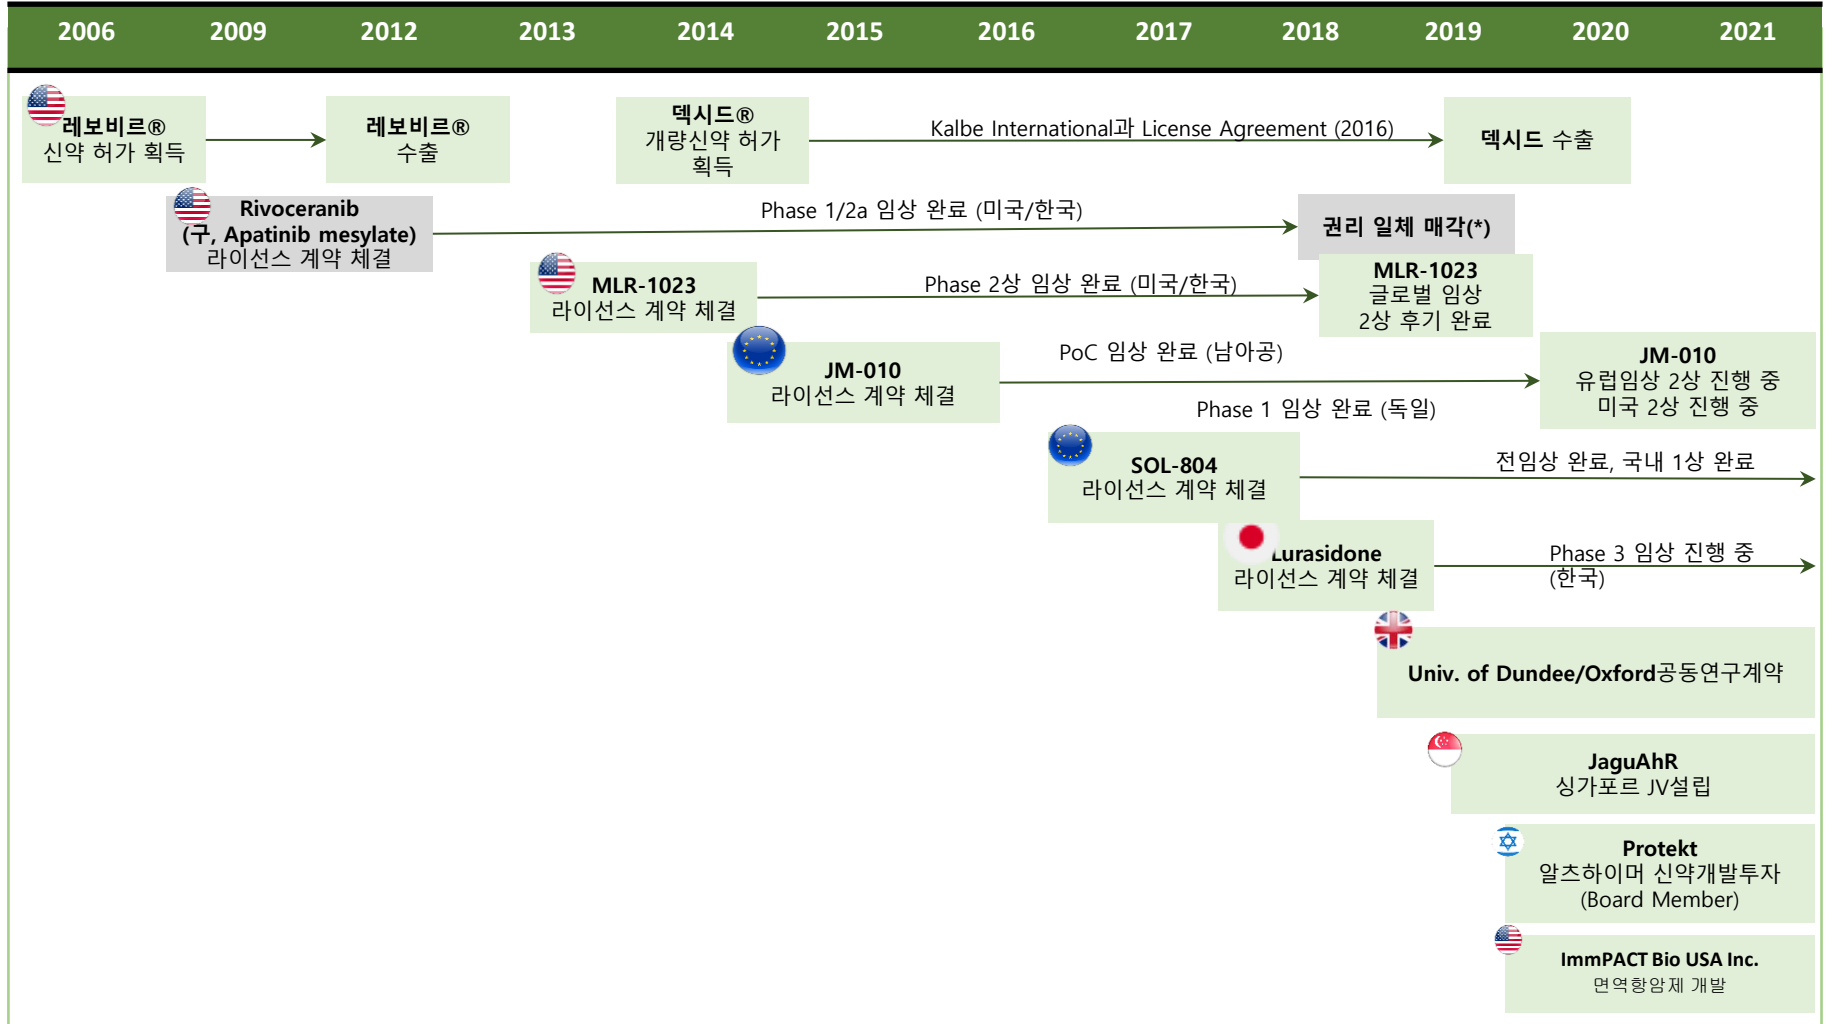 2006 2009 2012 2013 2014 2015 2016 2017 2018 2019 2020 2021
레보비르®
신약 허가 획득
레보비르®
수출
덱시드®
개량신약 허가
획득
Kalbe International과 License Agreement (2016)
덱시드 수출
Rivoceranib
(구, Apatinib mesylate)
라이선스 계약 체결
Phase 1/2a 임상 완료 (미국/한국)
권리 일체 매각(*)
MLR-1023
라이선스 계약 체결
Phase 2상 임상 완료 (미국/한국)
MLR-1023
글로벌 임상
2상 후기 완료
JM-010
라이선스 계약 체결
PoC 임상 완료 (남아공)
Phase 1 임상 완료 (독일)
JM-010
유럽임상 2상 진행 중
미국 2상 진행 중
SOL-804
라이선스 계약 체결
전임상 완료, 국내 1상 완료
Lurasidone
라이선스 계약 체결
Phase 3 임상 진행 중
(한국)
Univ. of Dundee/Oxford공동연구계약
JaguAhR
싱가포르 JV설립
Protekt
알츠하이머 신약개발투자
(Board Member)
ImmPACT Bio USA Inc.
면역항암제 개발